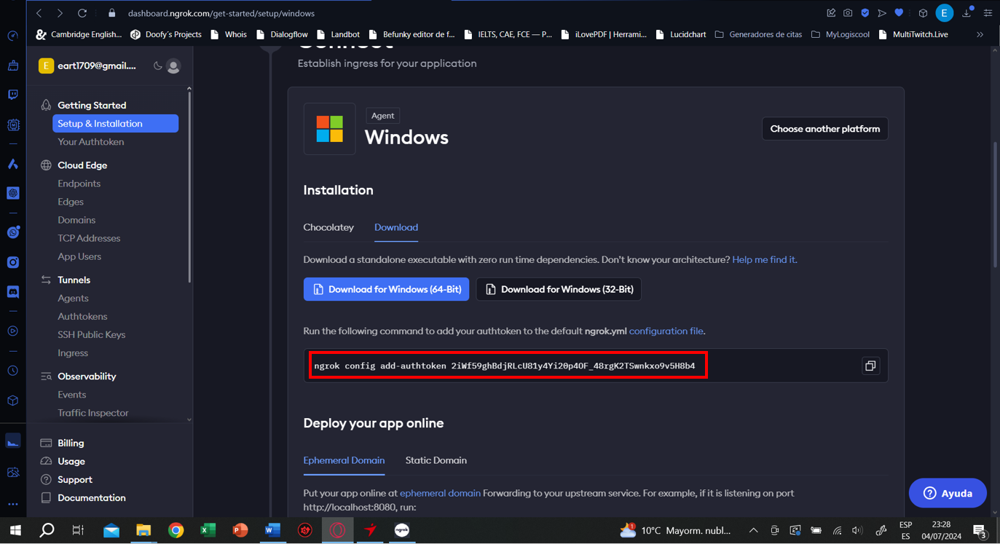 dashboard.ngrok.com/get-started/setup/windows
E
Cambridge English...
Doofy´s Projects
Whois
Dialogflow
Landbot
Befunky editor de f...
IELTS, CAE, FCE — P...
iLovePDF | Herrami...
Lucidchart
Generadores de citas
MyLogiscool
MultiTwitch.Live
E eart1709@gmail....
Getting Started
Setup & Installation
Your Authtoken
Cloud Edge
Endpoints
Edges
Domains
TCP Addresses
App Users
Tunnels
Agents
Authtokens
SSH Public Keys
Ingress
Observability
Events
Traffic Inspector
Billing
Usage
Support
Documentation
Connect
Establish ingress for your application
Agent
Windows
Choose another platform
Installation
Chocolatey
Download
Download a standalone executable with zero run time dependencies. Don't know your architecture? Help me find it.
Download for Windows (64-Bit)
Download for Windows (32-Bit)
Run the following command to add your authtoken to the default ngrok.yml configuration file.
ngrok config add-authtoken 2iWf59ghBdjRLcU81y4Yi20p4OF_48rgK2TSwnkxo9v5H8b4
Deploy your app online
Ephemeral Domain
Static Domain
Put your app online at ephemeral domain Forwarding to your upstream service. For example, if it is listening on port
http://localhost:8080, run:
Ayuda
ngrok
1
10°C Mayorm. nubl...
ESP
ES
23:28
04/07/2024
3